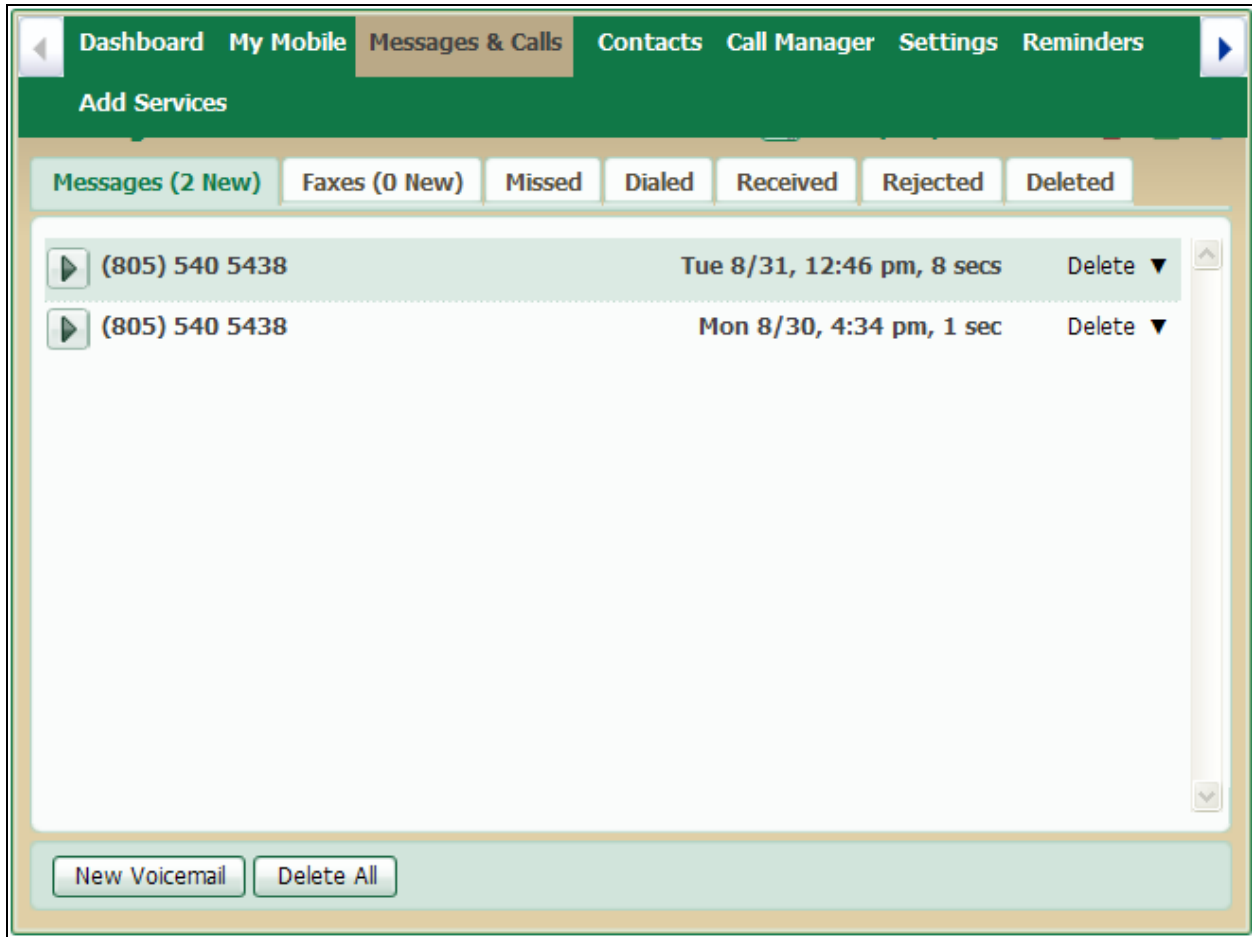 Dashboard My Mobile Messages & Calls Contacts Call Manager Settings Reminders
Add Services
Messages (2 New) Faxes (0 New) Missed Dialed Received Rejected Deleted
(805) 540 5438 Tue 8/31, 12:46 pm, 8 secs Delete ▼
(805) 540 5438 Mon 8/30, 4:34 pm, 1 sec Delete ▼
New Voicemail Delete All